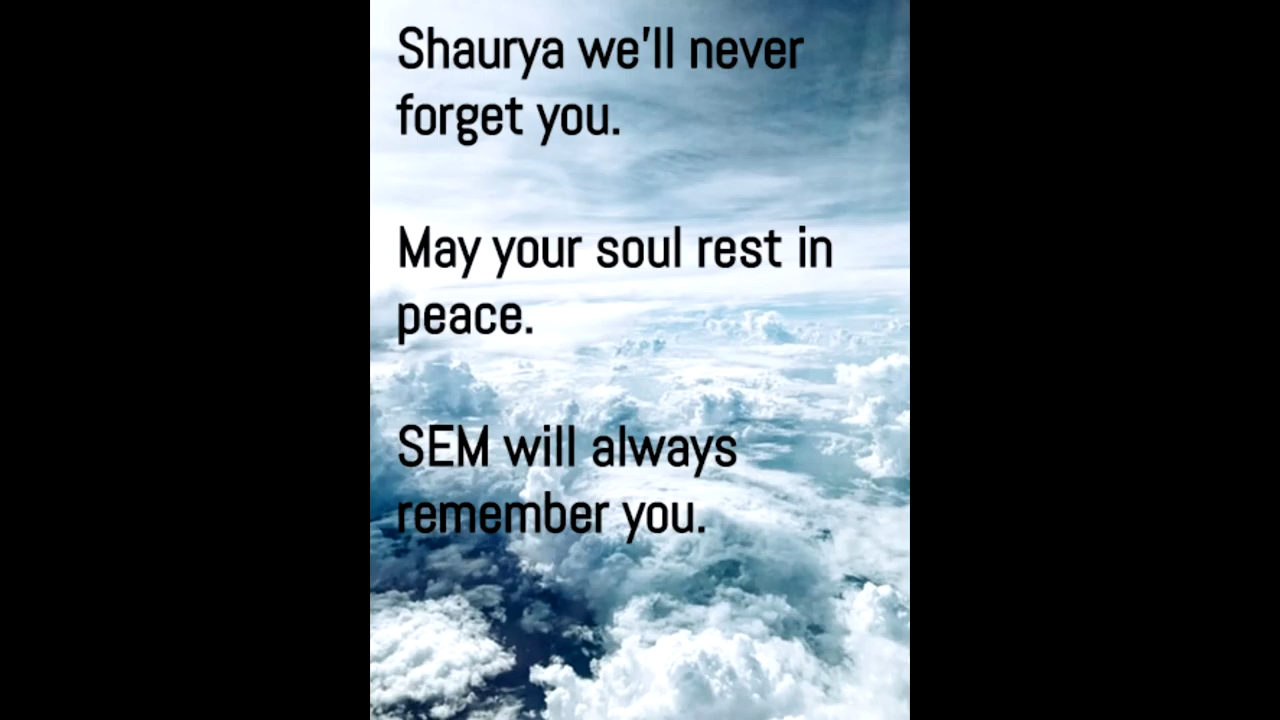 Shaurya we'll never
forget you.
May your soul rest in
peace.
SEM will always
remember you.